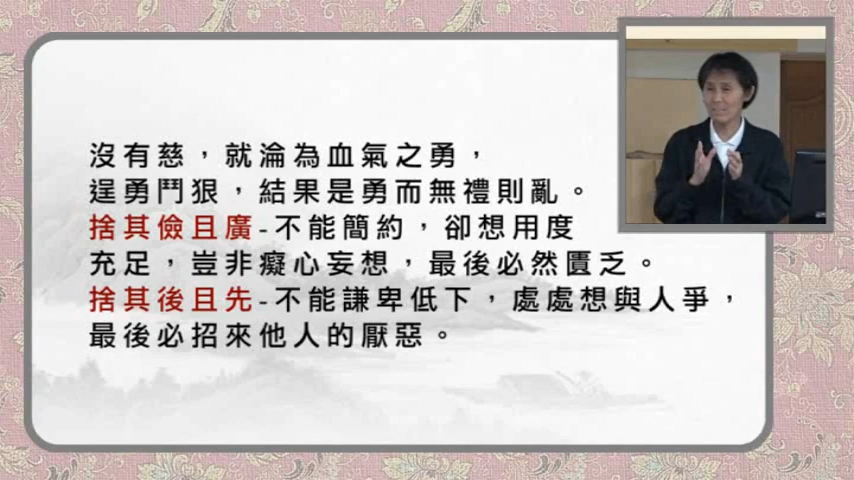 沒有慈，就淪為血氣之勇，
逞勇鬥狠，結果是勇而無禮則亂。
捨其儉且廣-不能簡約，卻想用度
充足，豈非癡心妄想，最後必然匱乏。
捨其後且先-不能謙卑低下，處處想與人爭，
最後必招來他人的厭惡。